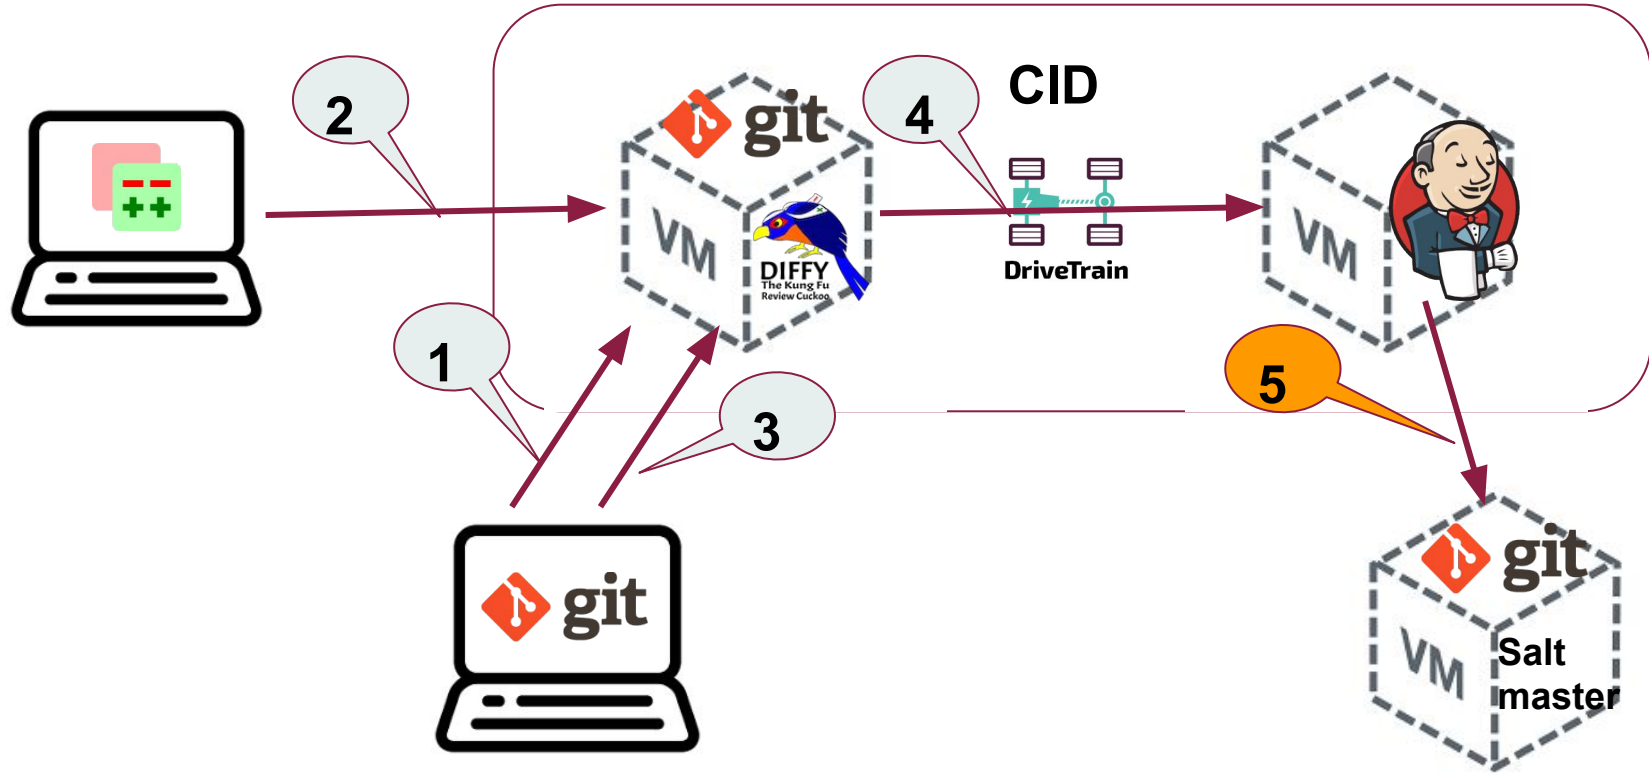 2
git
4
CID
VM
DIFFY
The Kung Fu
Review Cuckoo
DriveTrain
VM
1
3
5
git
git
VM
Salt
master